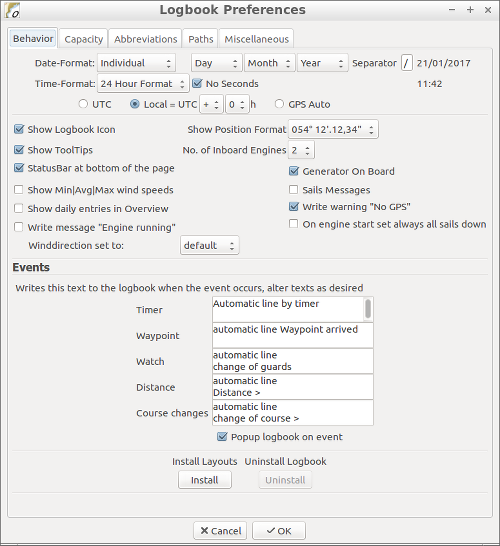 Logbook Preferences
Behavior Capacity Abbreviations Paths Miscellaneous
Date-Format: Individual Day Month Year Separator / 21/01/2017
Time-Format: 24 Hour Format No Seconds 11:42
UTC Local = UTC + 0 h GPS Auto
Show Logbook Icon Show Position Format 054° 12'.12,34"
Show ToolTips No. of Inboard Engines 2
StatusBar at bottom of the page Generator On Board
Show Min|Avg|Max wind speeds Sails Messages
Show daily entries in Overview Write warning "No GPS"
Write message "Engine running" On engine start set always all sails down
Winddirection set to: default
Events
Writes this text to the logbook when the event occurs, alter texts as desired
Timer Automatic line by timer
Waypoint automatic line Waypoint arrived
Watch automatic line
change of guards
Distance automatic line
Distance >
Course changes automatic line
change of course >
Popup logbook on event
Install Layouts Uninstall Logbook
Install Uninstall
Cancel OK